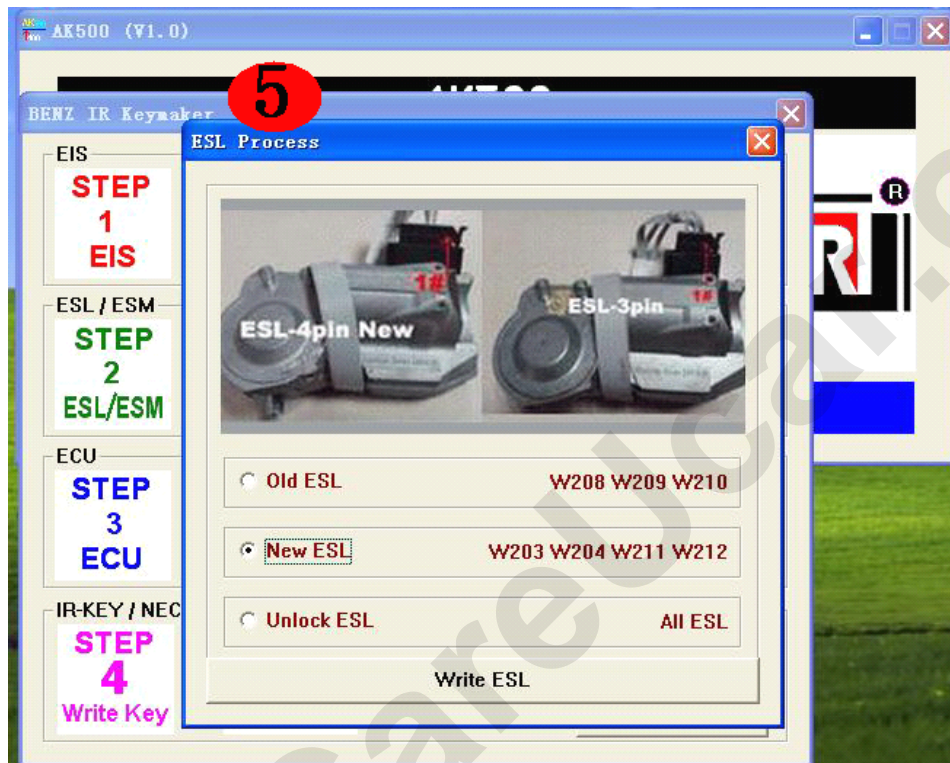 AK500 (V1.0)
5
BENZ IR Keymaker
ESL Process
EIS
STEP
1
EIS
ESL / ESM
STEP
2
ESL/ESM
ECU
STEP
3
ECU
IR-KEY / NEC
STEP
4
Write Key
1#
ESL-4pin New
1#
ESL-3pin
Old ESL W208 W209 W210
New ESL W203 W204 W211 W212
Unlock ESL All ESL
Write ESL
R
®